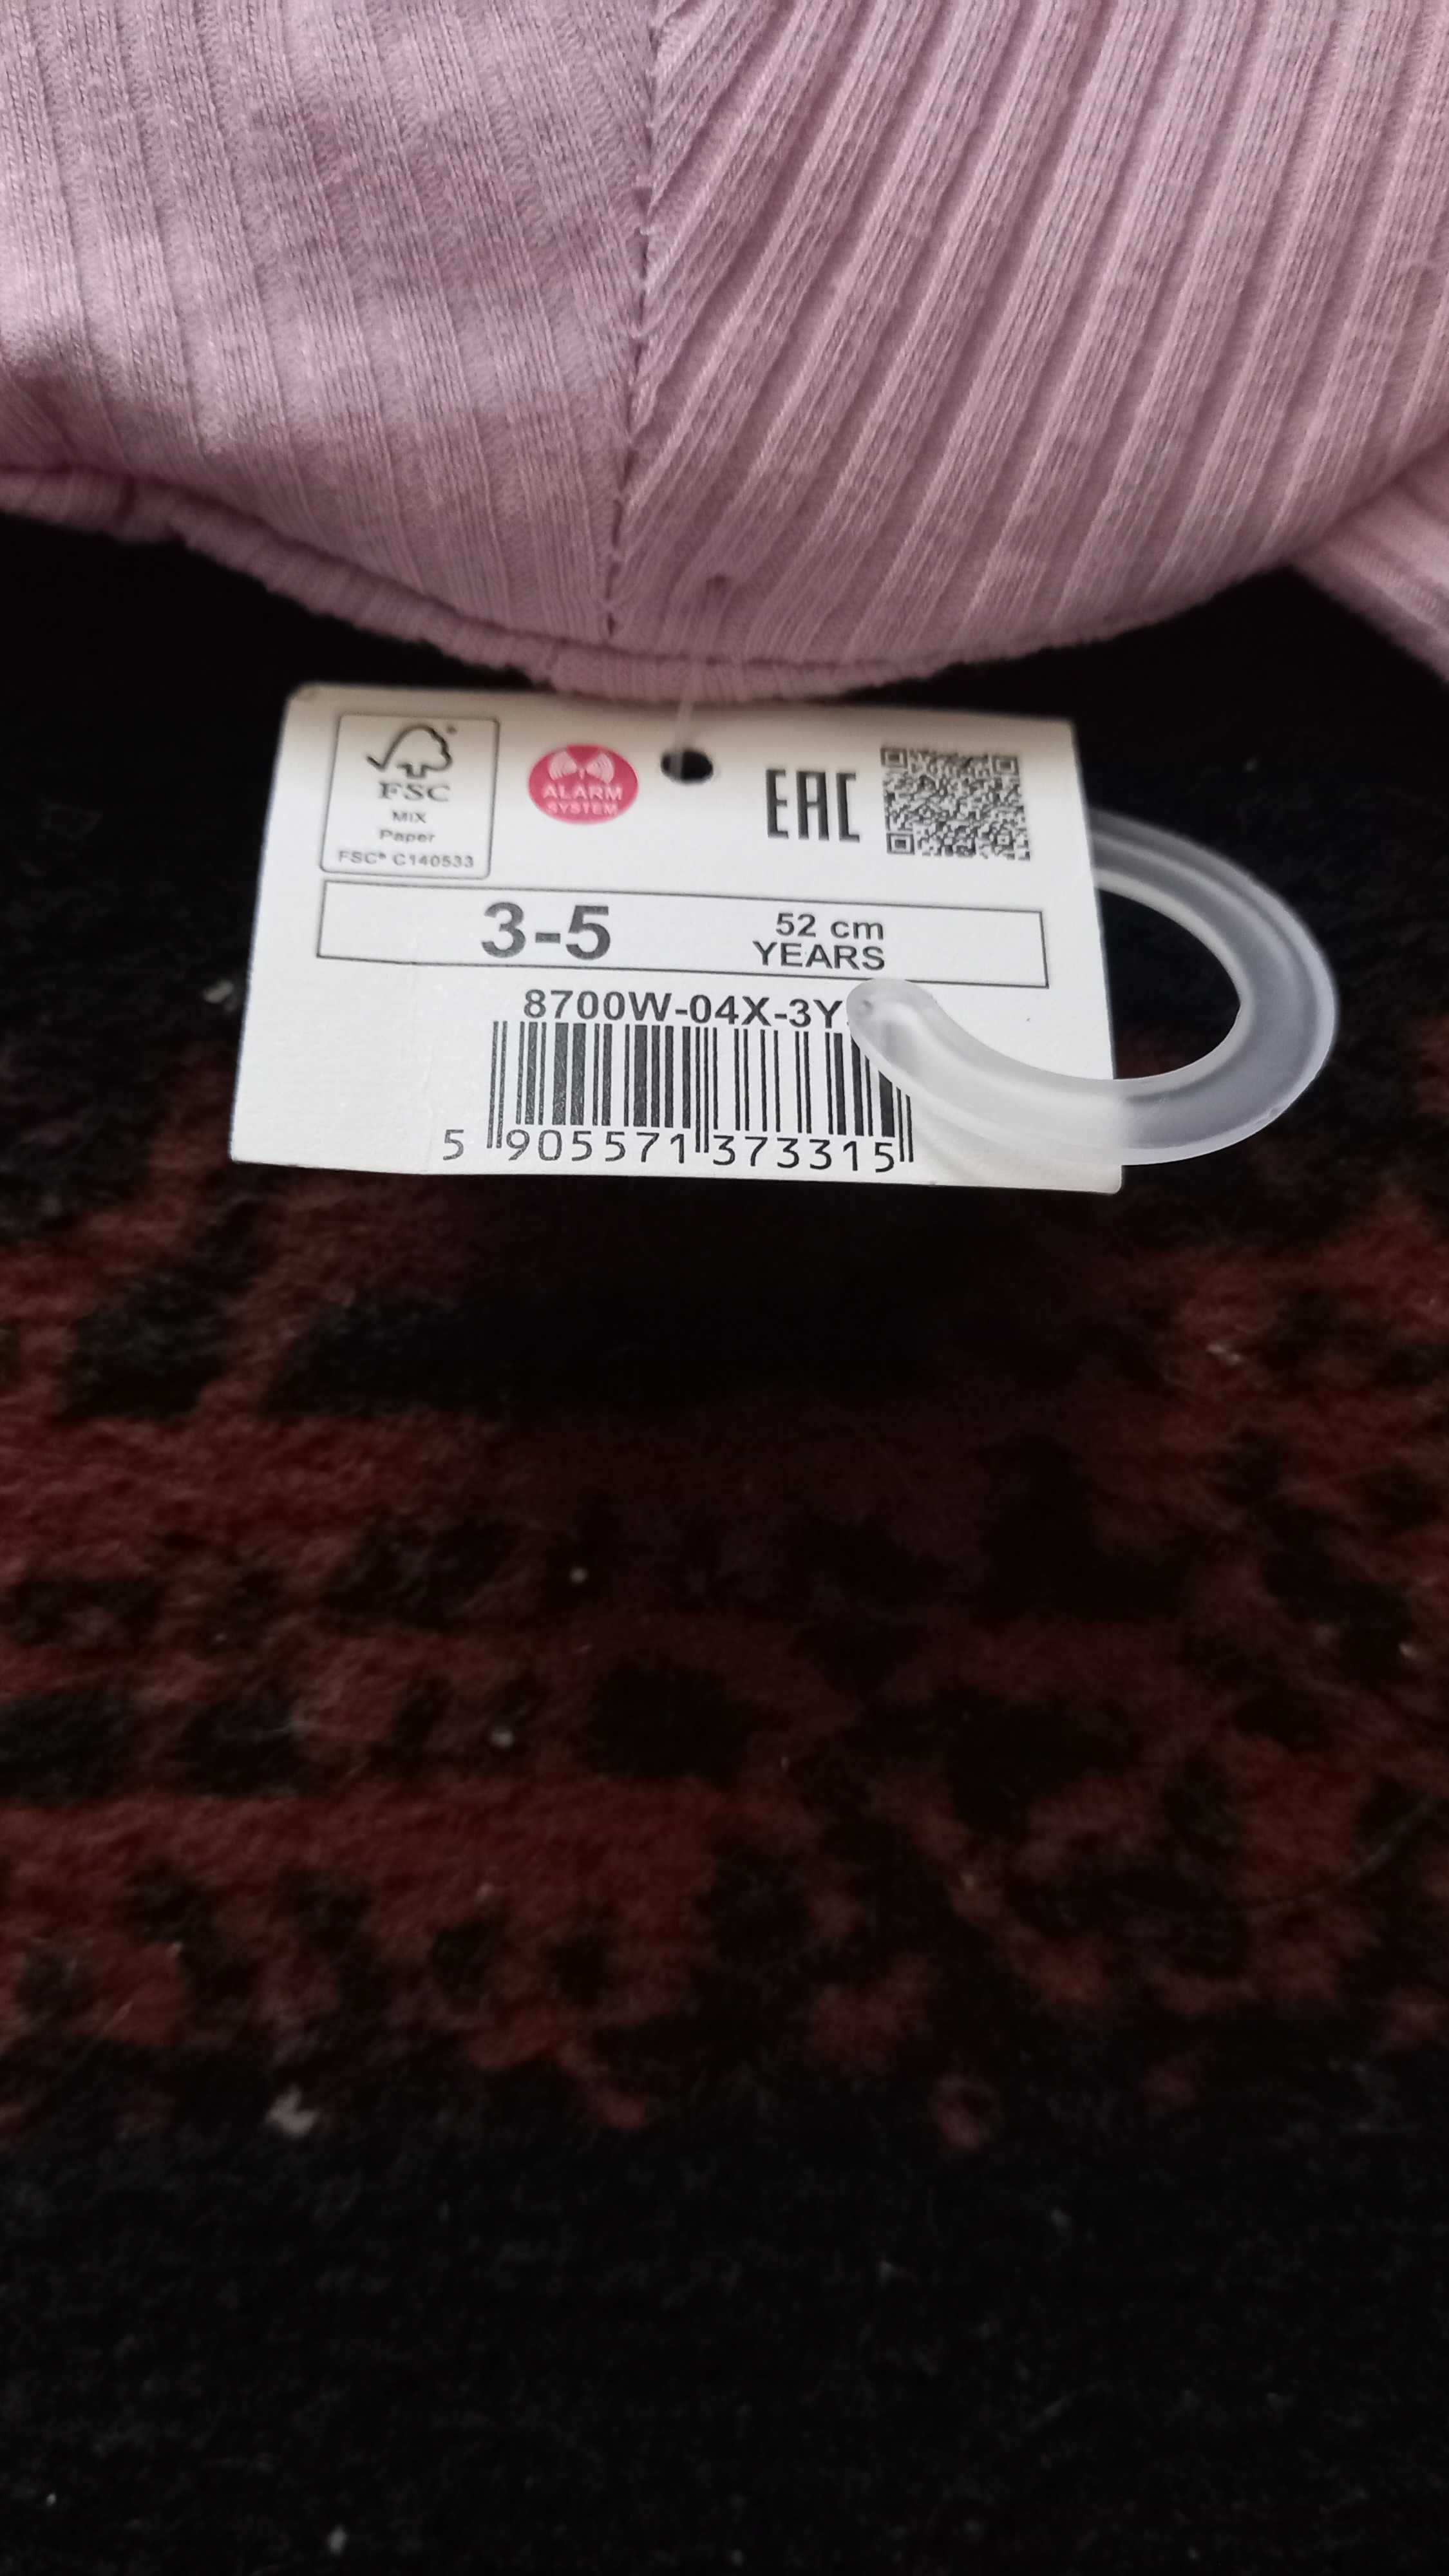 FSC
MIX
Paper
FSC® C140533
ALARM
SYSTEM
EAC
3-5
52 cm
YEARS
8700W-04X-3Y
5 905571 373315